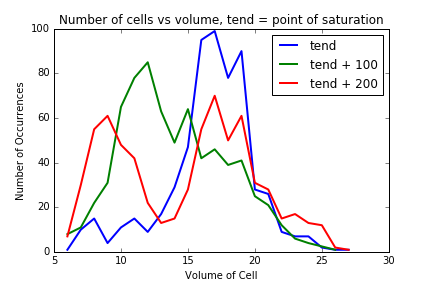 Number of cells vs volume, tend = point of saturation
100
80
60
40
20
0
5
10
15
20
25
30
Number of Occurrences
Volume of Cell
tend
tend + 100
tend + 200